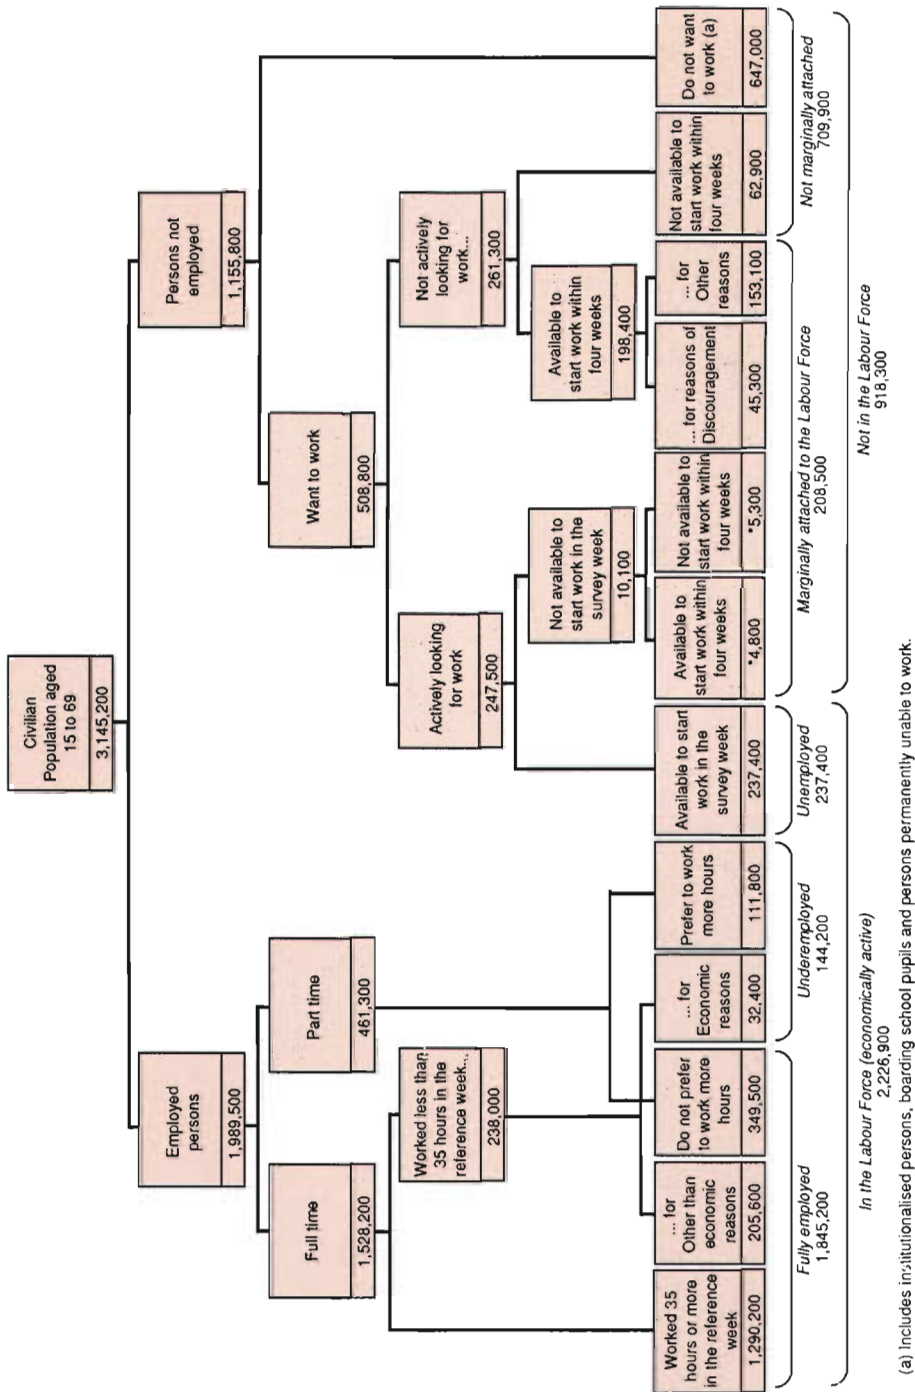 Civilian
Population aged
15 to 69
3,145,200
Employed
persons
1,989,500
Persons not
employed
1,155,800
Full time
1,528,200
Part time
461,300
Want to work
508,800
Worked less than
35 hours in the
reference week...
238,000
Actively looking
for work
247,500
Not actively
looking for
work...
261,300
Not available to
start work in the
survey week
10,100
Available to
start work within
four weeks
198,400
Worked 35
hours or more
in the reference
week
1,290,200
... for
Other than
economic
reasons
205,600
Do not prefer
to work more
hours
349,500
... for
Economic
reasons
32,400
Prefer to work
more hours
111,800
Available to start
work in the
survey week
237,400
Available to
start work within
four weeks
*4,800
Not available to
start work within
four weeks
*5,300
... for reasons of
Discouragement
45,300
... for
Other
reasons
153,100
Not available to
start work within
four weeks
62,900
Do not want
to work (a)
647,000
Fully employed
1,845,200
Underemployed
144,200
Unemployed
237,400
Marginally attached to the Labour Force
208,500
Not marginally attached
709,900
In the Labour Force (economically active)
2,226,900
Not in the Labour Force
918,300
(a) Includes institutionalised persons, boarding school pupils and persons permanently unable to work.